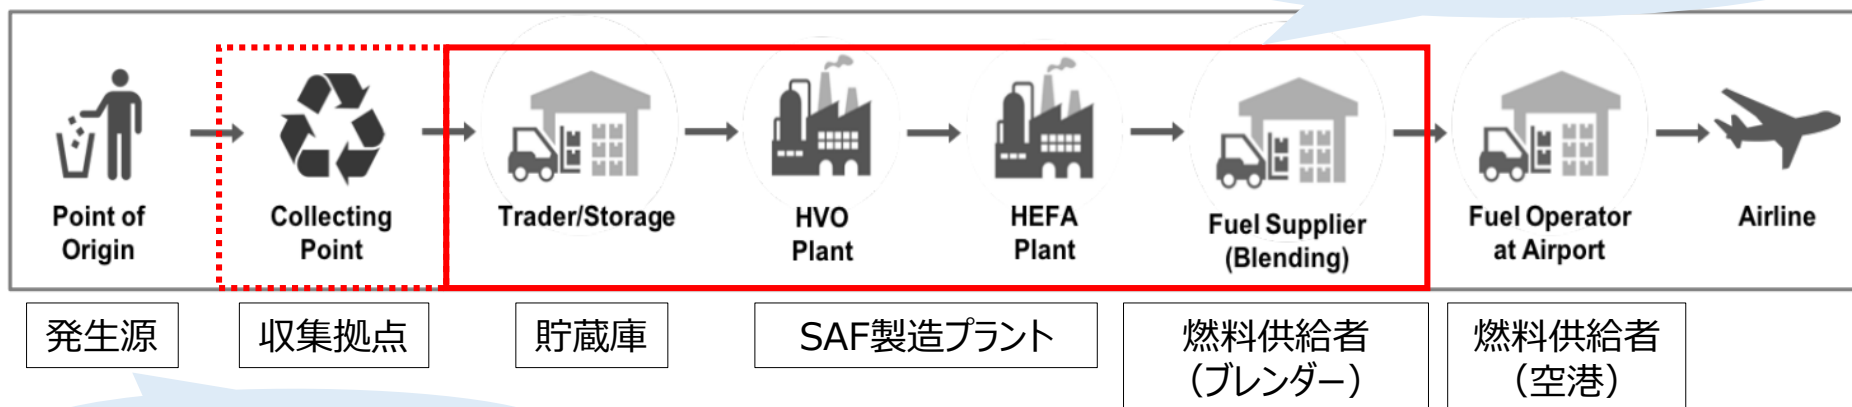 Point of
Origin
Collecting
Point
Trader/Storage
HVO
Plant
HEFA
Plant
Fuel Supplier
(Blending)
Fuel Operator
at Airport
Airline
発生源
収集拠点
貯蔵庫
SAF製造プラント
燃料供給者
（ブレンダー）
燃料供給者
（空港）